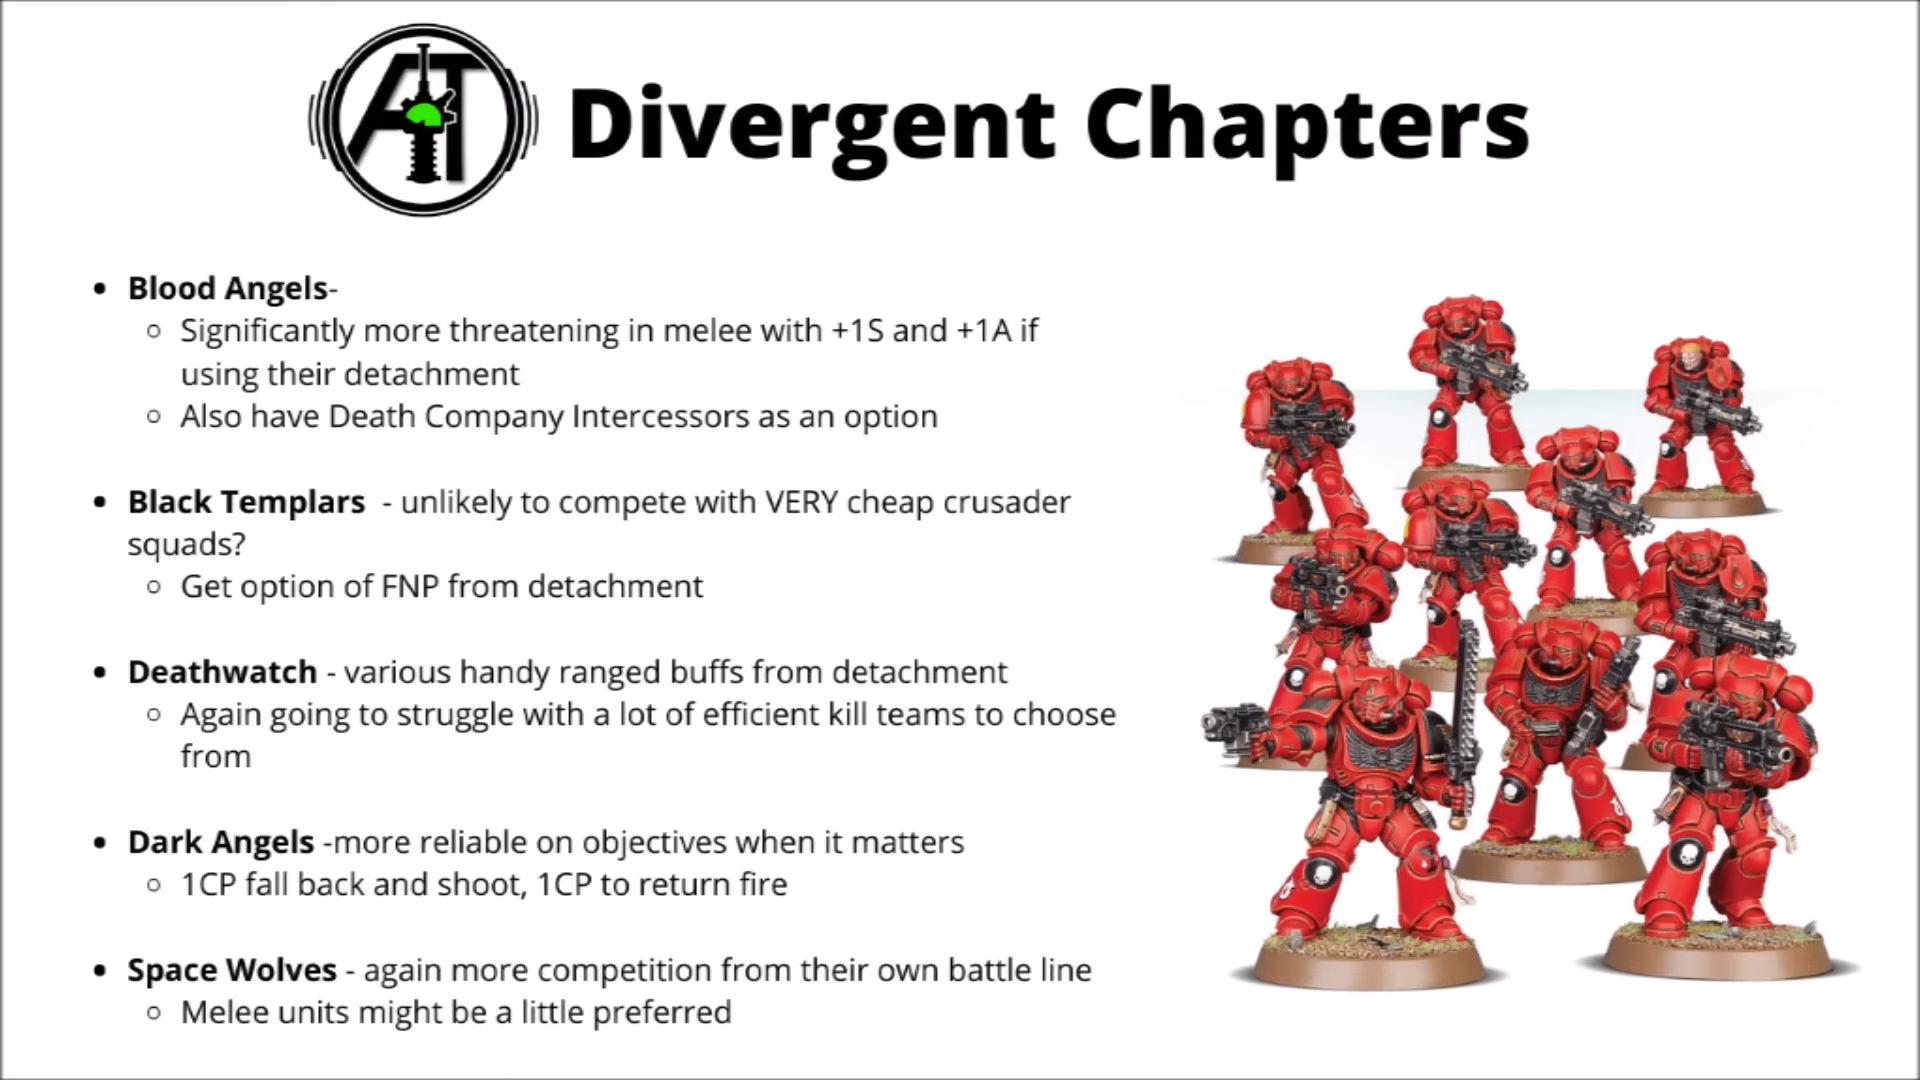 AT
Divergent Chapters
• Blood Angels-
○ Significantly more threatening in melee with +1S and +1A if
using their detachment
○ Also have Death Company Intercessors as an option
• Black Templars - unlikely to compete with VERY cheap crusader
squads?
○ Get option of FNP from detachment
• Deathwatch - various handy ranged buffs from detachment
○ Again going to struggle with a lot of efficient kill teams to choose
from
• Dark Angels -more reliable on objectives when it matters
○ 1CP fall back and shoot, 1CP to return fire
• Space Wolves - again more competition from their own battle line
○ Melee units might be a little preferred